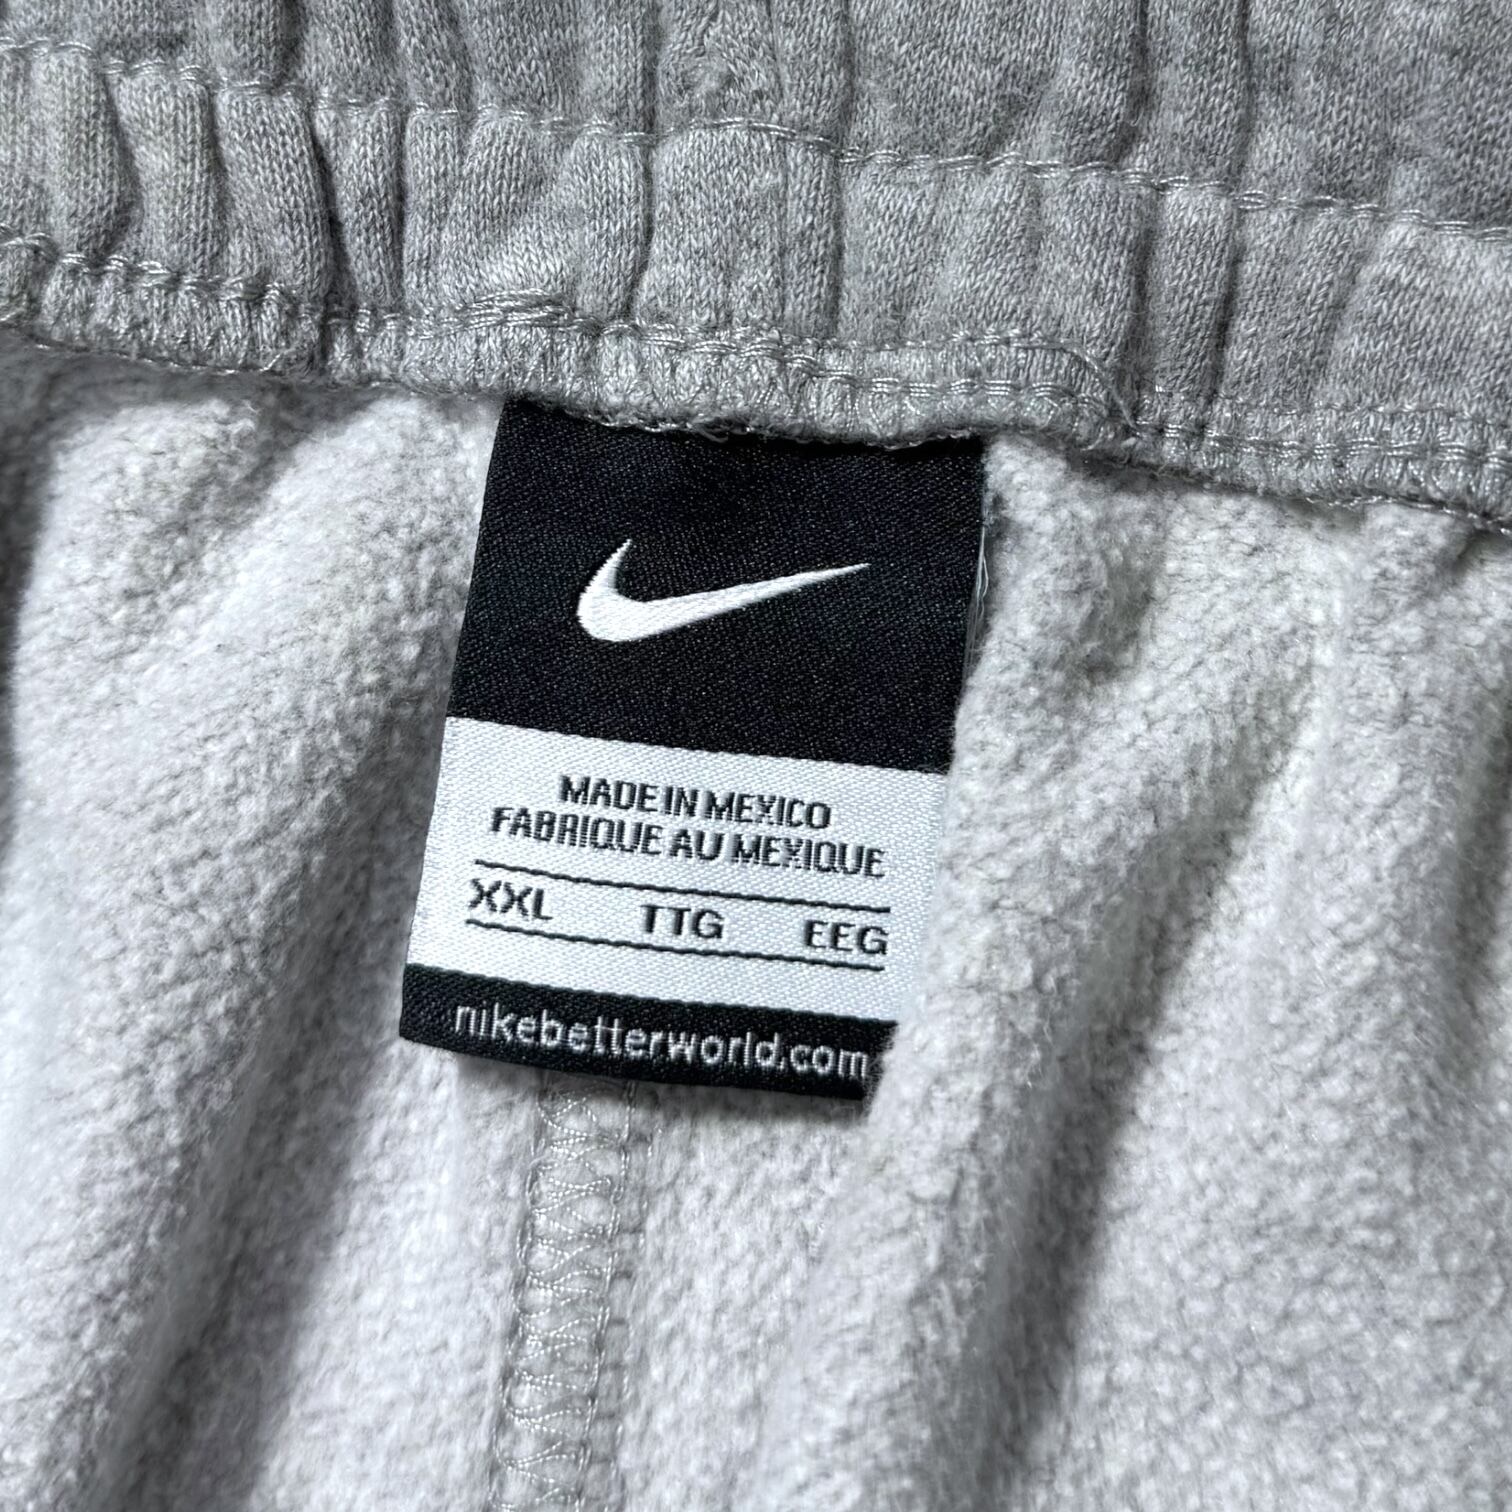 MADE IN MEXICO
FABRIQUE AU MEXIQUE
XXL TTG EEG
nikebetterworld.com